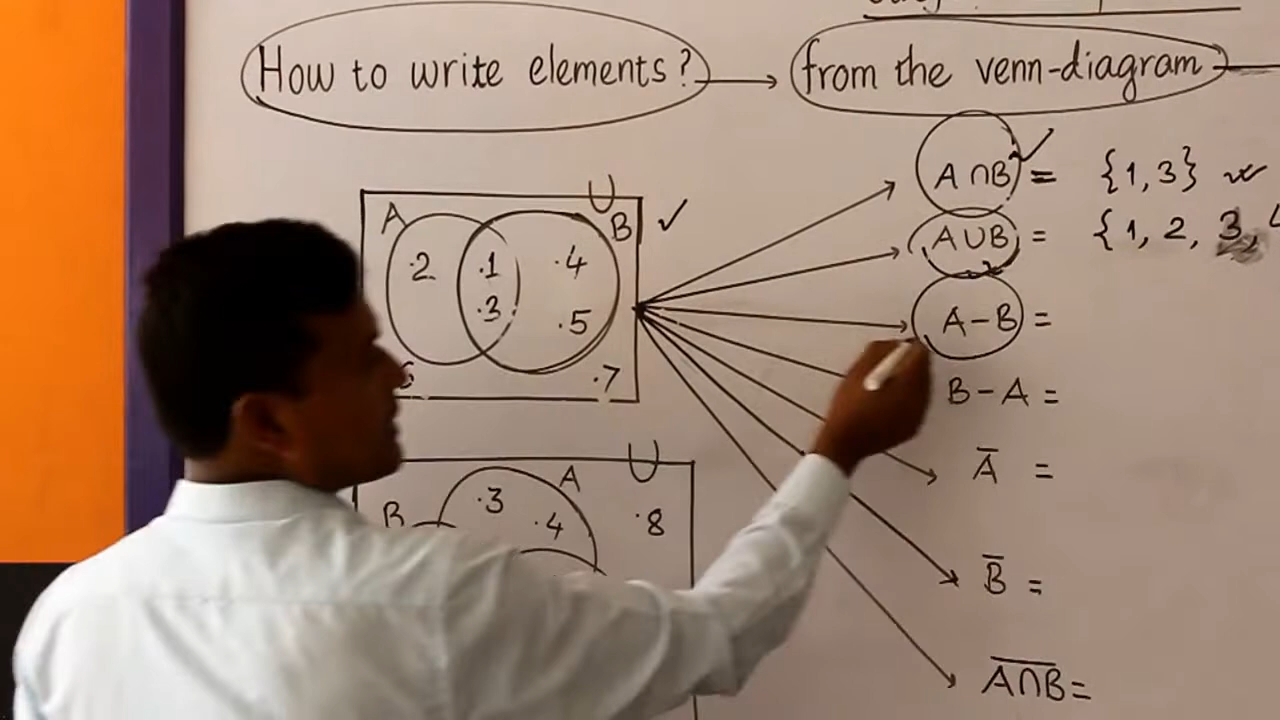 How to write elements? → from the venn-diagram
A∩B = {1,3}
A∪B = {1, 2, 3, 4
A-B =
B-A =
A̅ =
B̅ =
A̅∩̅B̅ =
U
A
B
.2
.1
.4
.3
.5
.7
U
A
B
.3
.4
.8